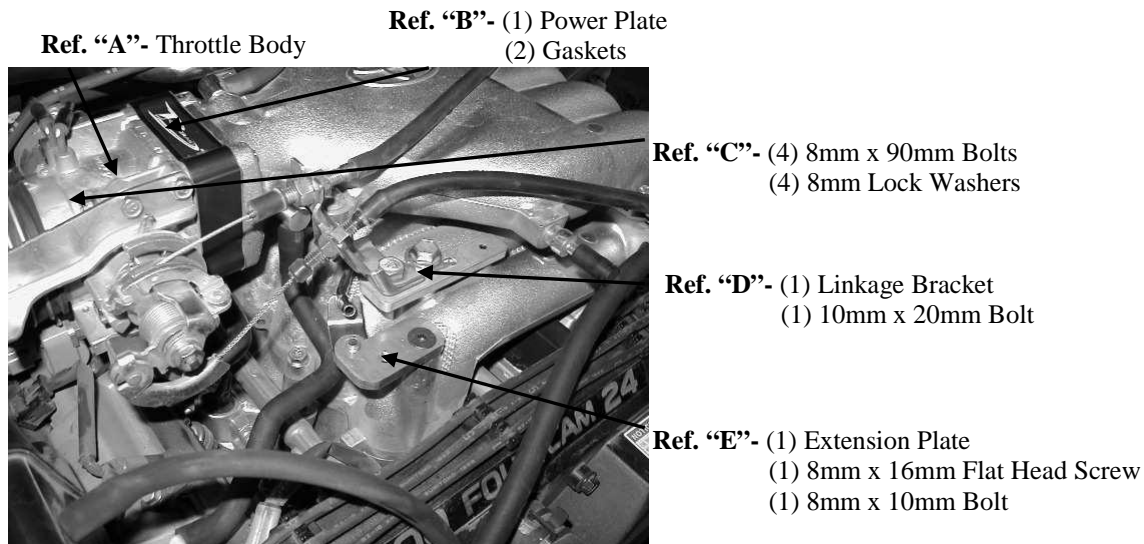 Ref. “B”- (1) Power Plate
(2) Gaskets
Ref. “A”- Throttle Body
Ref. “C”- (4) 8mm x 90mm Bolts
(4) 8mm Lock Washers
Ref. “D”- (1) Linkage Bracket
(1) 10mm x 20mm Bolt
Ref. “E”- (1) Extension Plate
(1) 8mm x 16mm Flat Head Screw
(1) 8mm x 10mm Bolt
FOUR CAM 24